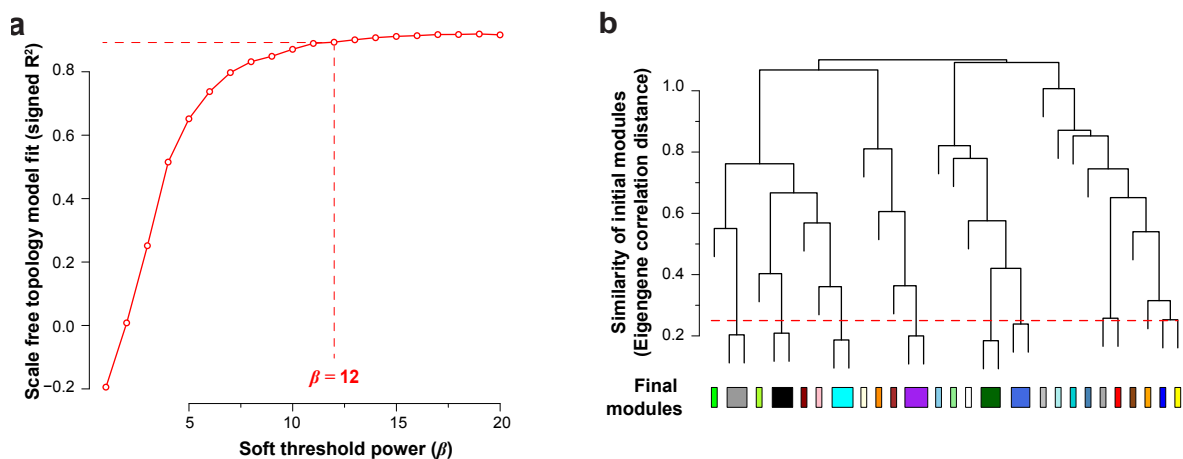 a
Scale free topology model fit (signed R²)
0.8
0.6
0.4
0.2
0.0
−0.2
β = 12
5
10
15
20
Soft threshold power (β)
b
Similarity of initial modules
(Eigengene correlation distance)
1.0
0.8
0.6
0.4
0.2
Final
modules